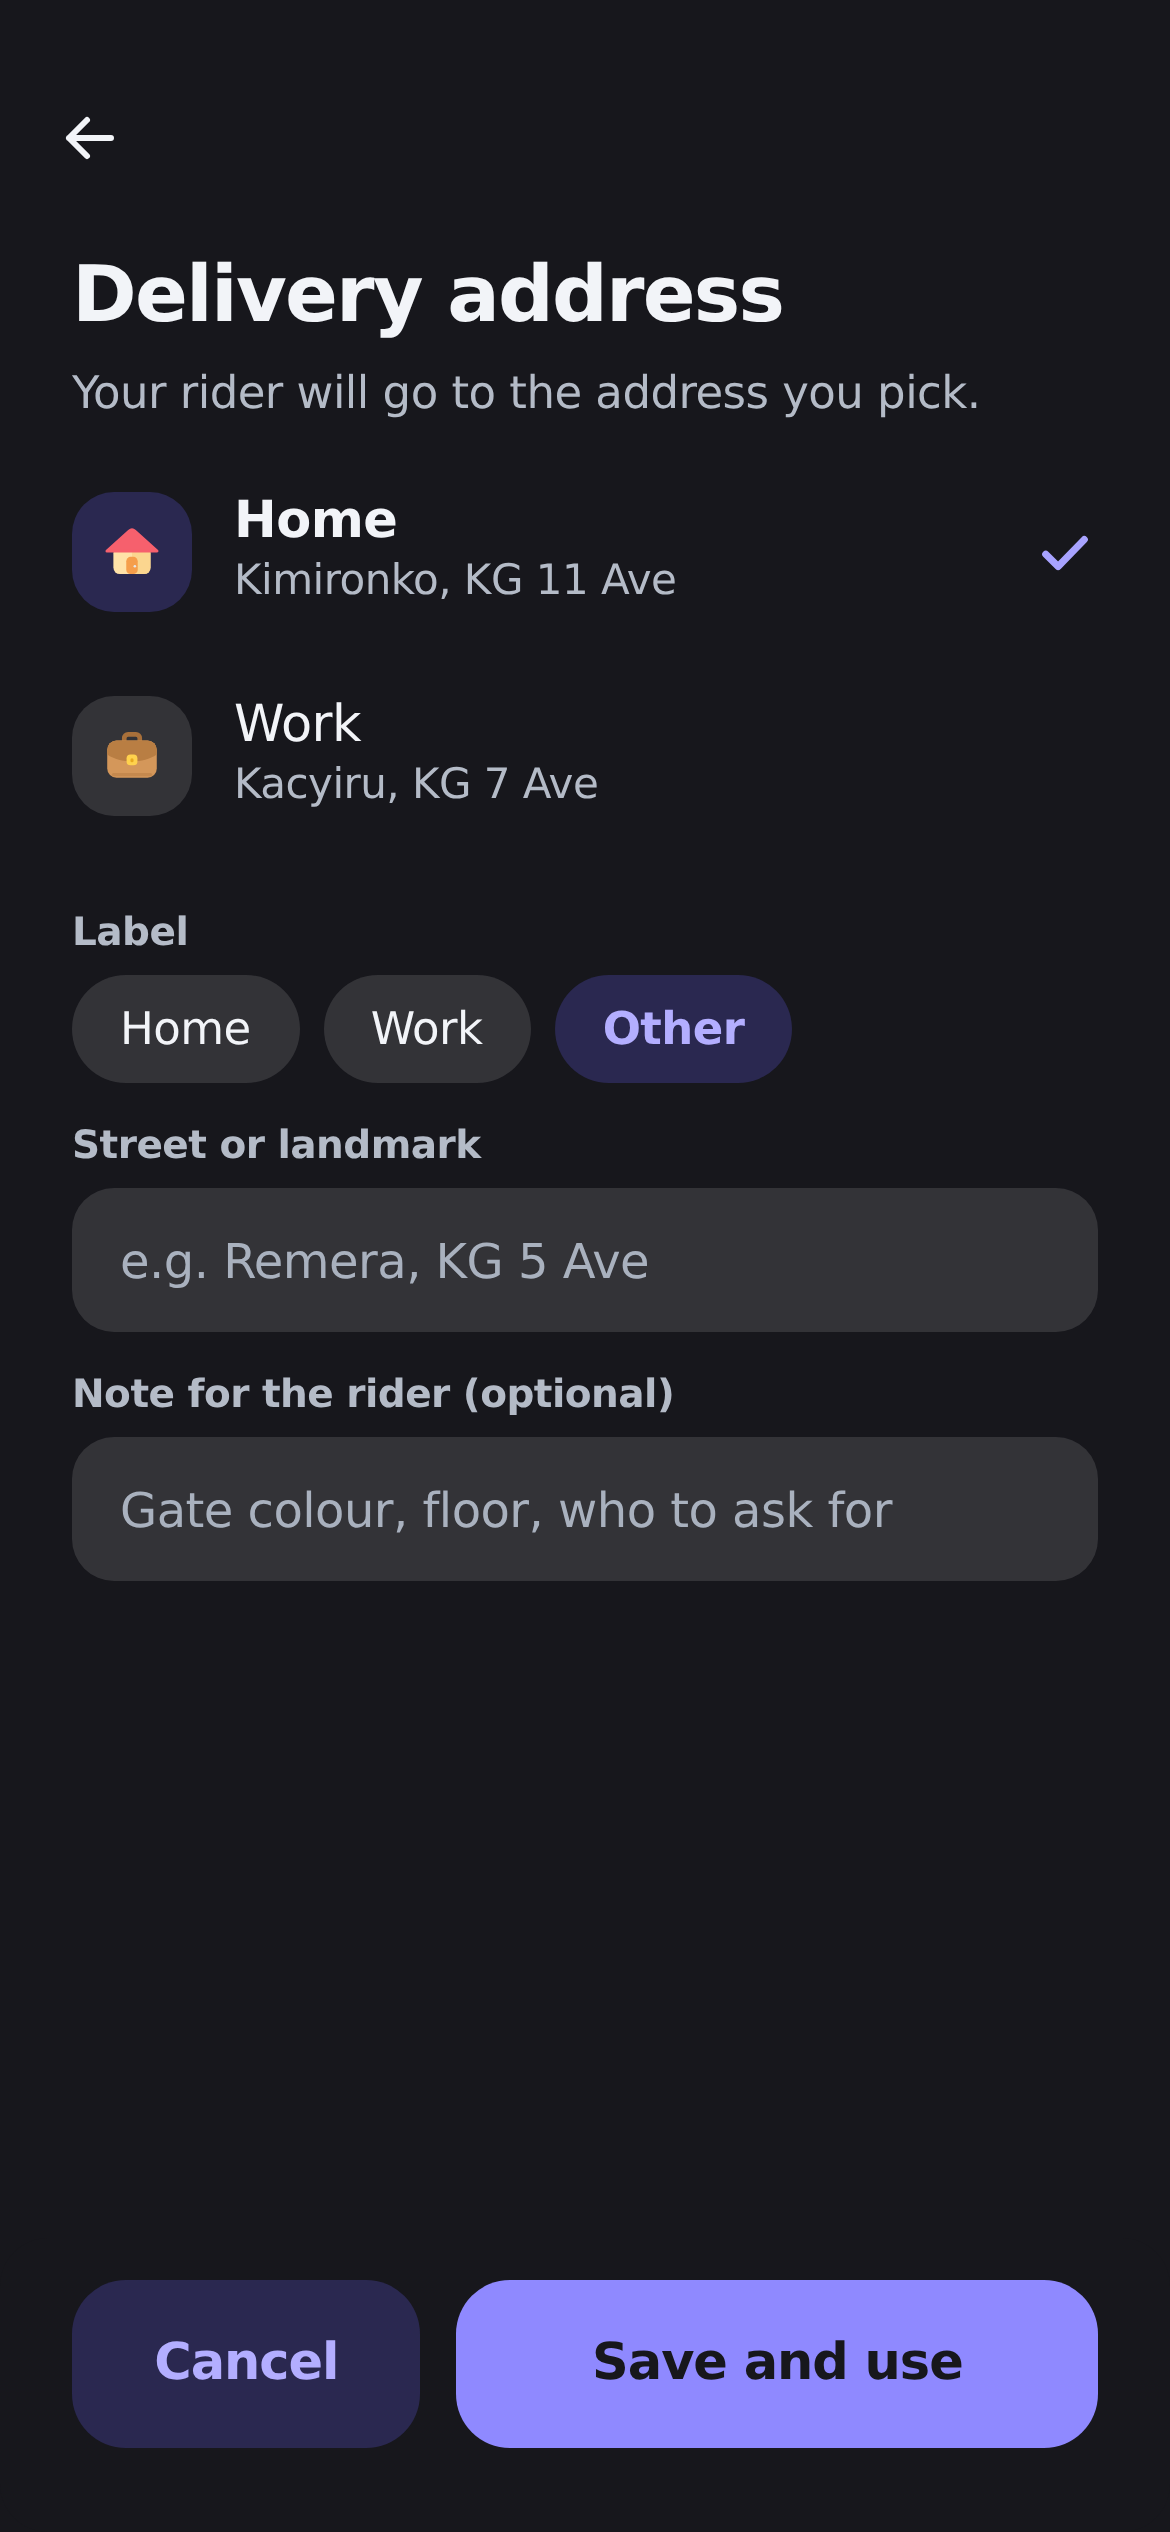 Delivery address
Your rider will go to the address you pick.
Home
Kimironko, KG 11 Ave
Work
Kacyiru, KG 7 Ave
Label
Home Work Other
Street or landmark
e.g. Remera, KG 5 Ave
Note for the rider (optional)
Gate colour, floor, who to ask for
Cancel Save and use